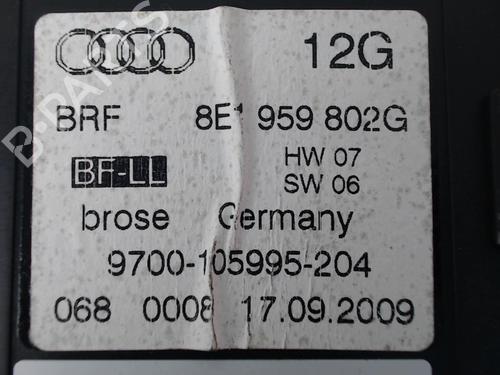 12G
BRF 8E1 959 802G
BF-LL HW 07
SW 06
brose Germany
9700-105995-204
068 0008 17.09.2009
B-PARTS